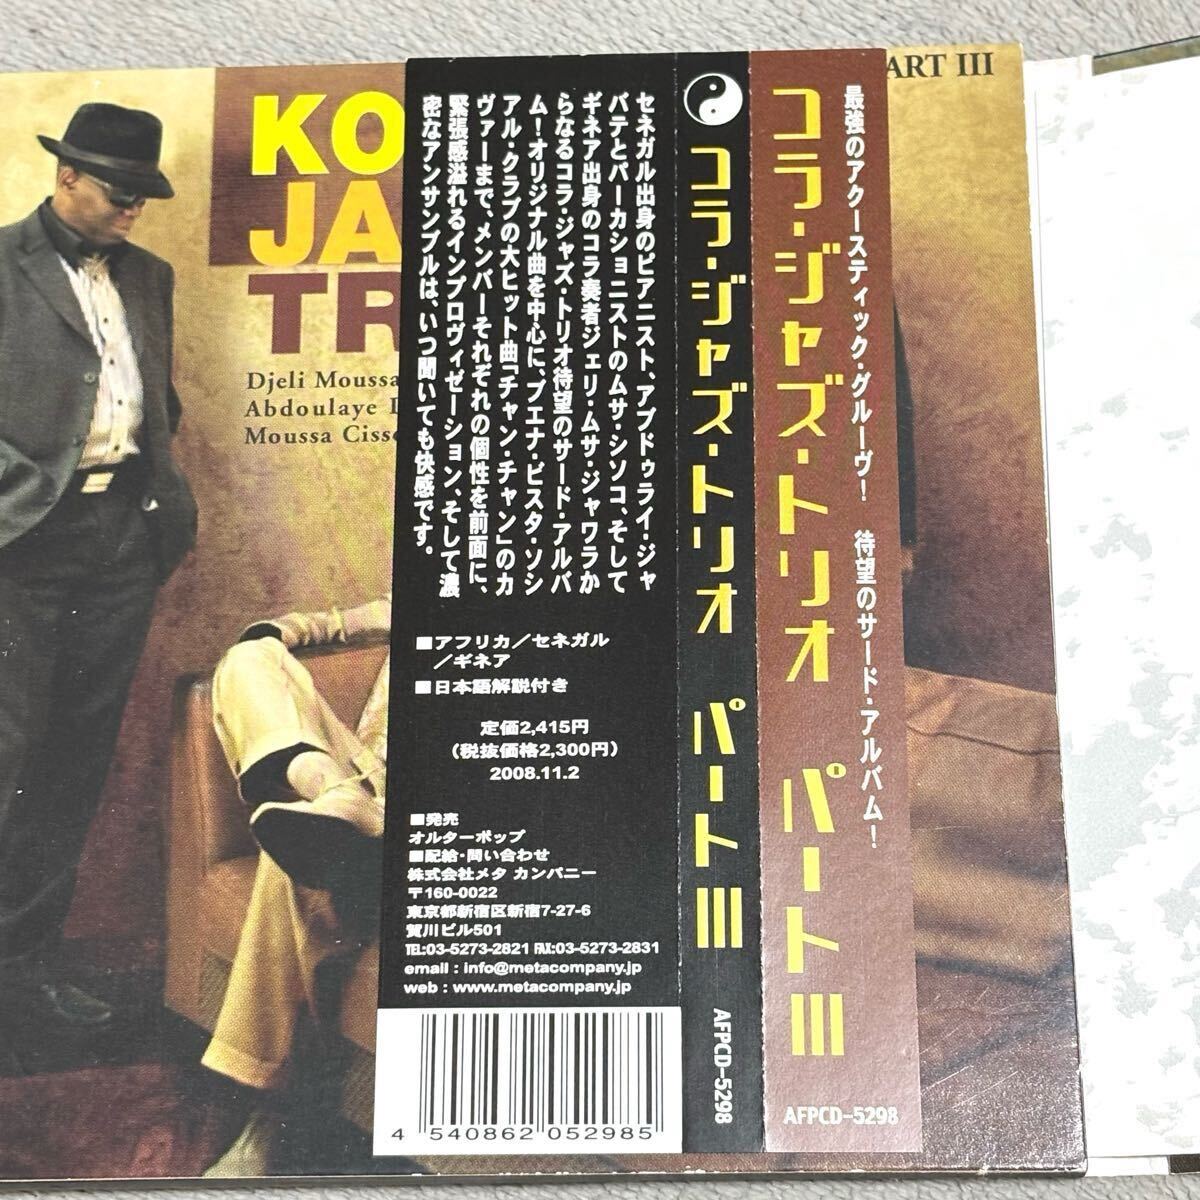 KO
JA
TR
Djeli Moussa
Abdoulaye
Moussa Cisso
ART III
セネガル出身のピアニスト、アブドゥライ・ジャ
バテとパーカショニストのムサ・シソコ、そして
ギネア出身のコラ奏者ジェリ・ムサ・ジャワラか
らなるコラ・ジャズ・トリオ待望のサード・アルバ
ム！オリジナル曲を中心に、ブエナ・ビスタ・ソシ
アル・クラブの大ヒット曲「チャン・チャン」のカ
ヴァーまで、メンバーそれぞれの個性を前面に、
緊張感溢れるインプロヴィゼーション、そして濃
密なアンサンブルは、いつ聞いても快感です。
■アフリカ／セネガル
／ギネア
■日本語解説付き
定価2,415円
（税抜価格2,300円）
2008.11.2
■発売
オルターポップ
■配給・問い合わせ
株式会社メタ カンパニー
〒160-0022
東京都新宿区新宿7-27-6
賀川ビル501
TEL:03-5273-2821 FAX:03-5273-2831
email : info@metacompany.jp
web : www.metacompany.jp
4 540862 052985
コラ・ジャズ・トリオ パートIII
AFPCD-5298
コラ・ジャズ・トリオ パートIII
AFPCD-5298
最強のアクースティック・グルーヴ！ 待望のサード・アルバム！